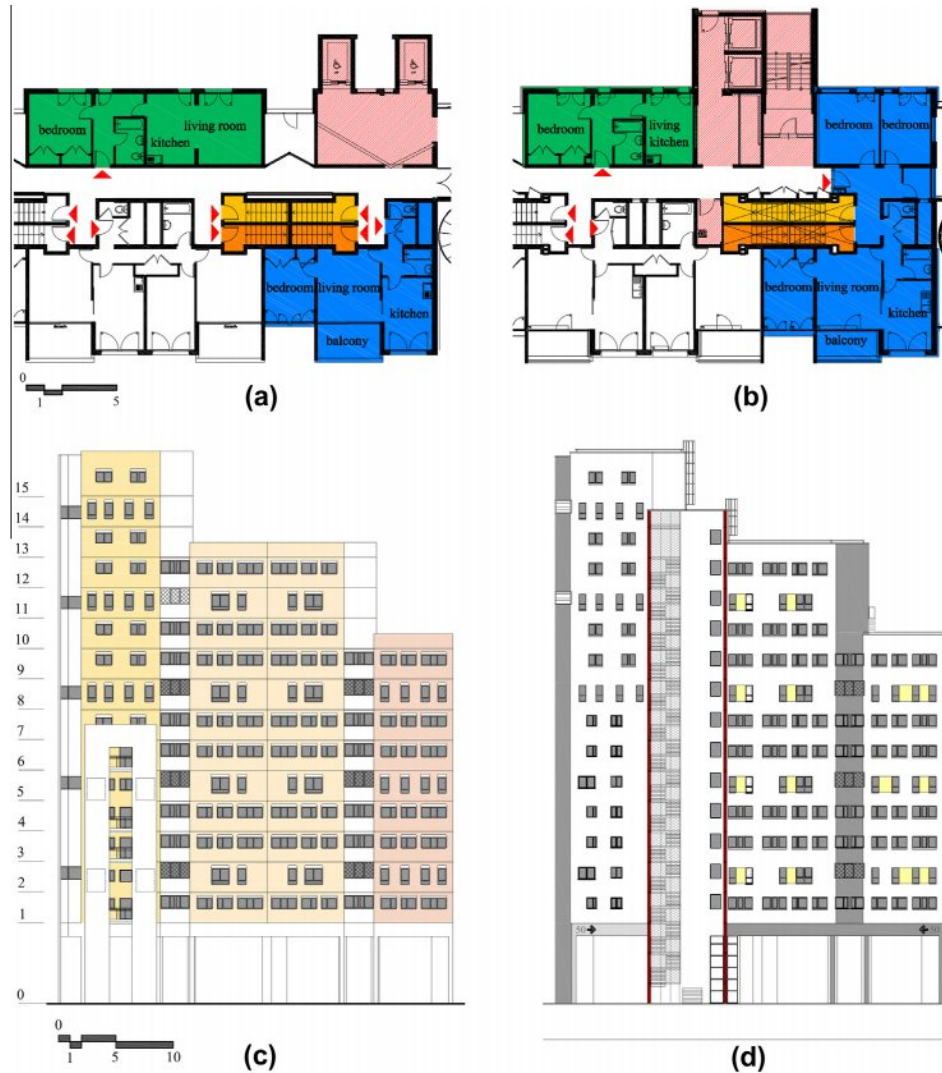 bedroom
living room
kitchen
bedroom
living room
kitchen
balcony
0
1
5
(a)
bedroom
living
kitchen
bedroom
bedroom
bedroom
living room
kitchen
balcony
(b)
15
14
13
12
11
10
9
8
7
6
5
4
3
2
1
0
0
1
5
10
(c)
50
50
(d)